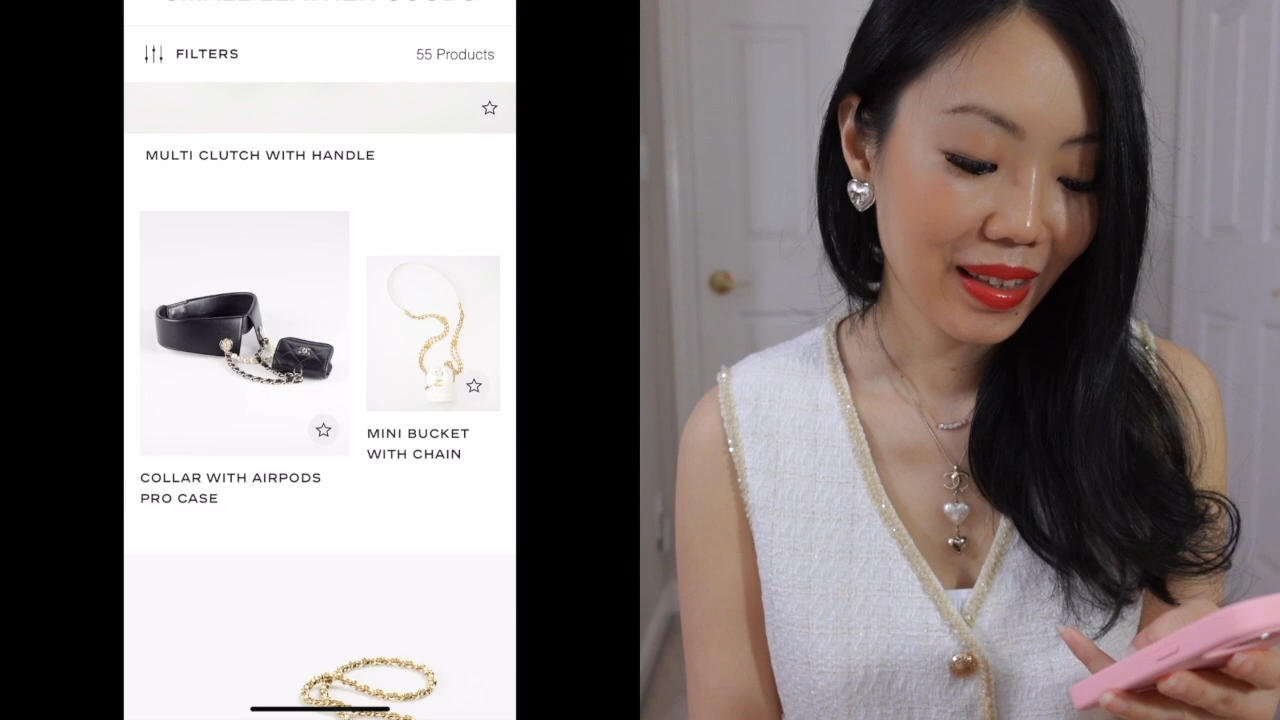 FILTERS
55 Products
MULTI CLUTCH WITH HANDLE
MINI BUCKET
WITH CHAIN
COLLAR WITH AIRPODS
PRO CASE